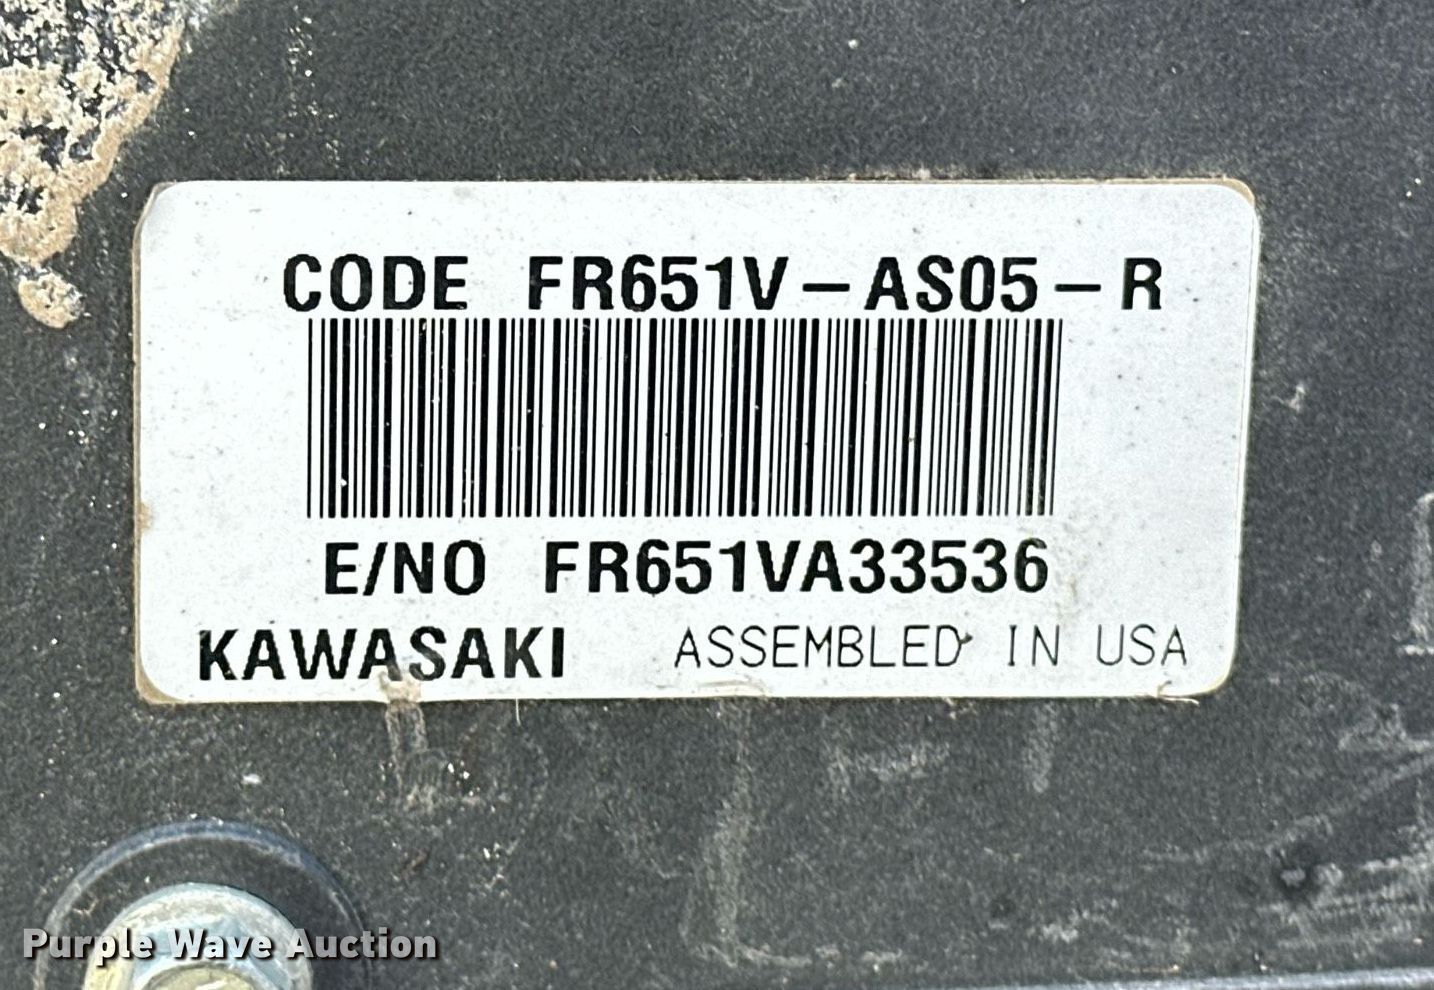 CODE FR651V-AS05-R
E/NO FR651VA33536
KAWASAKI ASSEMBLED IN USA
Purple Wave Auction